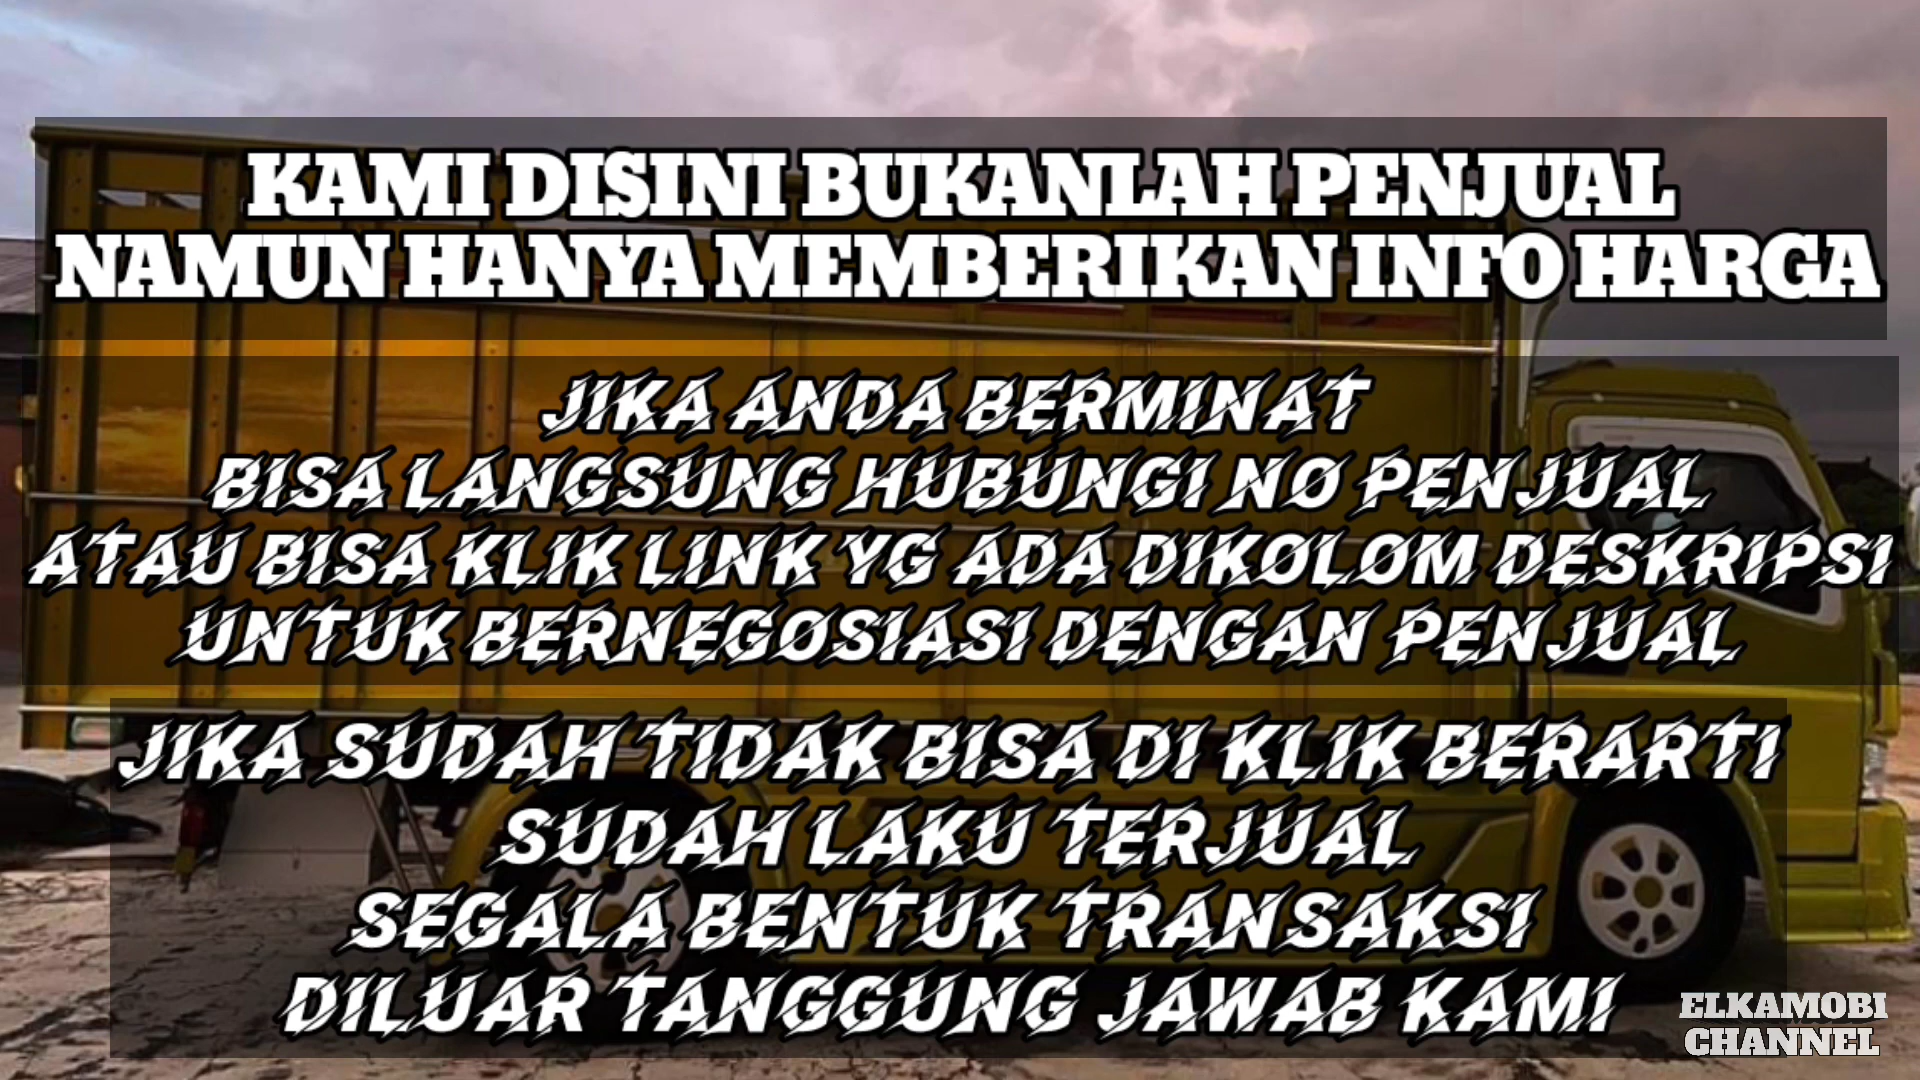 KAMI DISINI BUKANLAH PENJUAL
NAMUN HANYA MEMBERIKAN INFO HARGA
JIKA ANDA BERMINAT
BISA LANGSUNG HUBUNGI NO PENJUAL
ATAU BISA KLIK LINK YG ADA DIKOLOM DESKRIPSI
UNTUK BERNEGOSIASI DENGAN PENJUAL
JIKA SUDAH TIDAK BISA DI KLIK BERARTI
SUDAH LAKU TERJUAL
SEGALA BENTUK TRANSAKSI
DILUAR TANGGUNG JAWAB KAMI
ELKAMOBI
CHANNEL